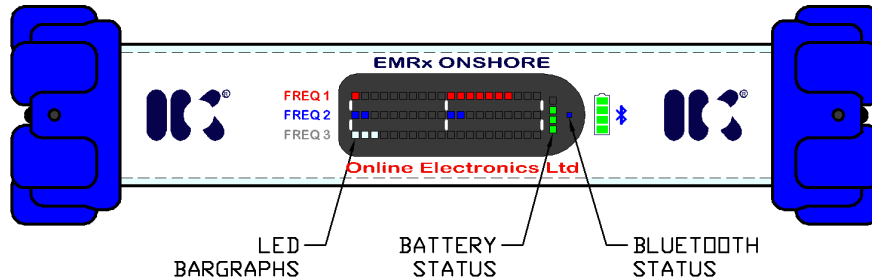 EMRx ONSHORE
FREQ 1
FREQ 2
FREQ 3
®
®
Online Electronics Ltd
LED
BARGRAPHS
BATTERY
STATUS
BLUETOOTH
STATUS